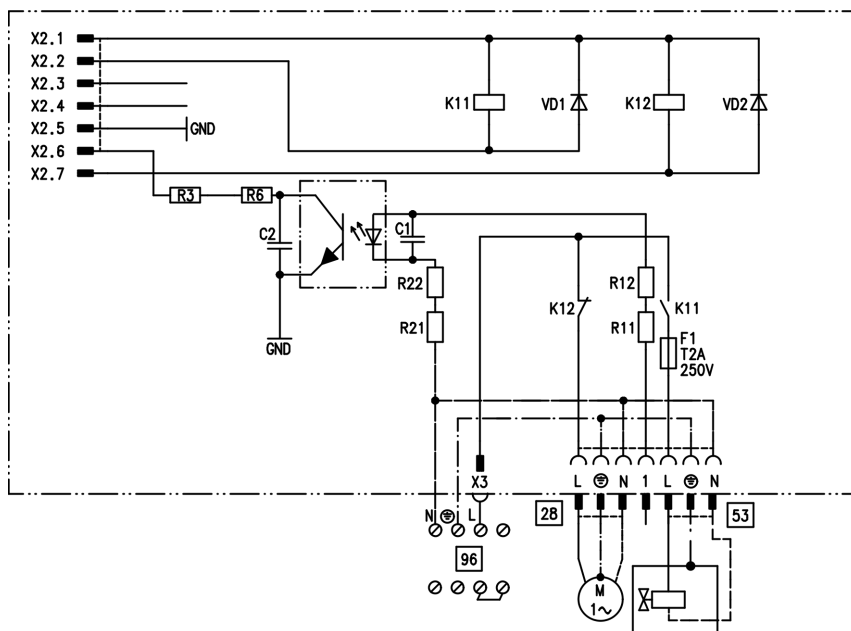 X2.1
X2.2
X2.3
X2.4
X2.5 GND
X2.6
X2.7
K11 VD1 K12 VD2
R3 R6
C2 C1
R22 R12
K12 K11
R21 R11
F1
T2A
250V
GND
X3 L N 1 L N
N L 28 53
96
M
1~